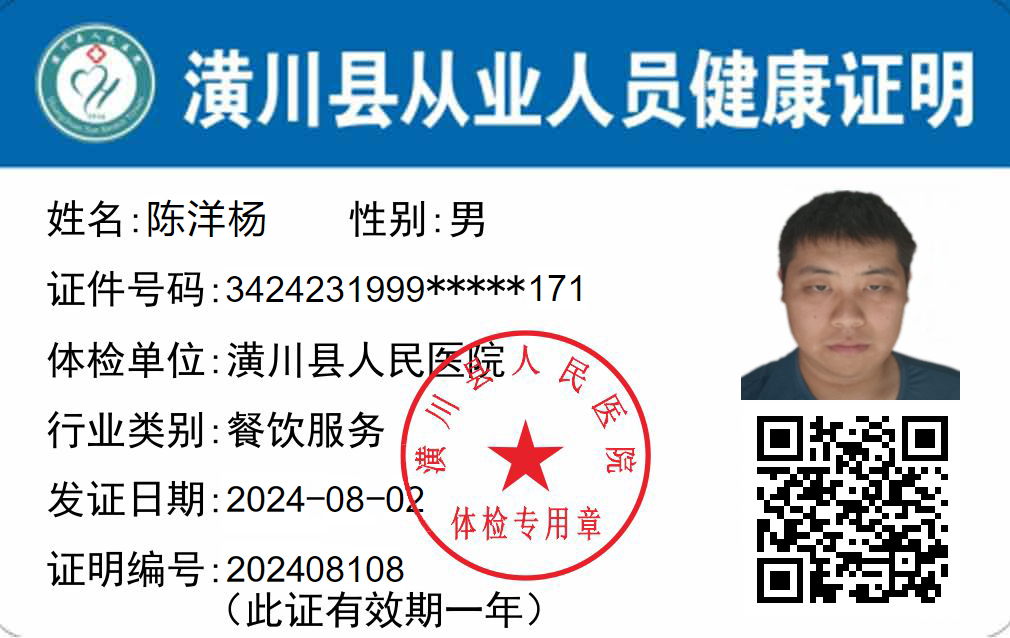 潢川县从业人员健康证明
姓名:陈洋杨 性别:男
证件号码:3424231999*****171
体检单位:潢川县人民医院
行业类别:餐饮服务
发证日期:2024-08-02
证明编号:202408108
(此证有效期一年)
潢川县人民医院
体检专用章